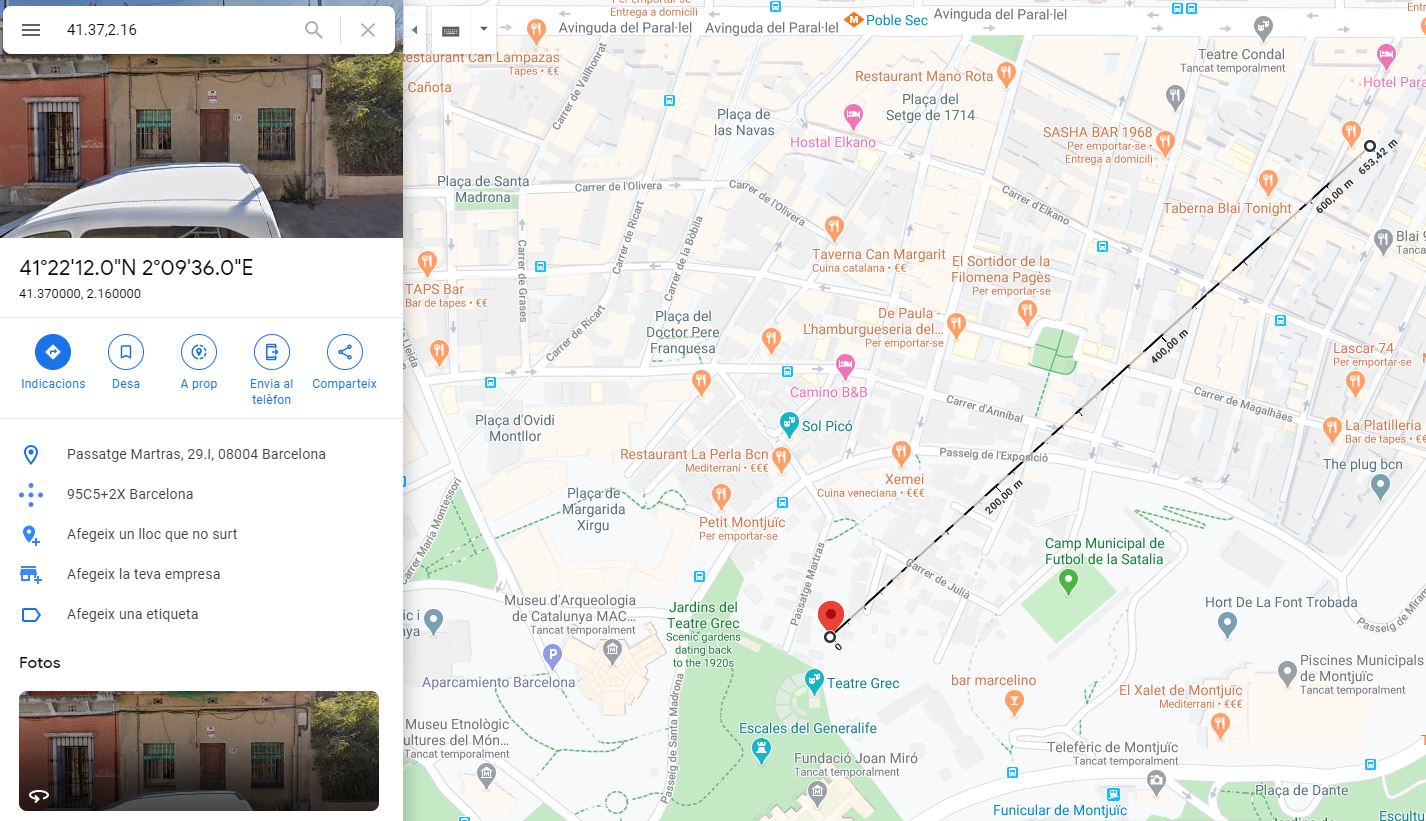 41.37,2.16
41°22'12.0"N 2°09'36.0"E
41.370000, 2.160000
Indicacions
Desa
A prop
Envia al
telèfon
Comparteix
Passatge Martras, 29.I, 08004 Barcelona
95C5+2X Barcelona
Afegeix un lloc que no surt
Afegeix la teva empresa
Afegeix una etiqueta
Fotos
Entrega a domicili
Avinguda del Paral·lel
Avinguda del Paral·lel
M Poble Sec
Avinguda del Paral·lel
Restaurant Can Lampazas
Tapes • €€
Cañota
Carrer de Vallhonrat
Restaurant Mano Rota
Teatre Condal
Tancat temporalment
Hotel Para
Plaça de
las Navas
Plaça del
Setge de 1714
Hostal Elkano
SASHA BAR 1968
Per emportar-se •
Entrega a domicili
653,42 m
600,00 m
Plaça de Santa
Madrona
Carrer de l'Olivera
Carrer de l'Olivera
Carrer d'Elkano
Taberna Blai Tonight
Carrer de Ricart
Carrer de la Bòbila
Carrer de Grases
Blai 9
Tanca
Taverna Can Margarit
Cuina catalana • €€
El Sortidor de la
Filomena Pagès
Per emportar-se
TAPS Bar
Bar de tapes • €€
Carrer de Ricart
Plaça del
Doctor Pere
Franquesa
De Paula
L'hamburgueseria del...
Per emportar-se
400,00 m
Lascar 74
Per emportar-se
Lleida
Camino B&B
Carrer d'Anníbal
Carrer de Magalhães
Plaça d'Ovidi
Montllor
Sol Picó
La Platilleria
Bar de tapes • €€
Restaurant La Perla Bcn
Mediterrani • €€€
Passeig de l'Exposició
The plug bcn
Xemei
Cuina veneciana • €€€
200,00 m
Carrer Maria Montessori
Plaça de
Margarida
Xirgu
Petit Montjuïc
Per emportar-se
Passatge Martras
Carrer de Julià
Camp Municipal de
Futbol de la Satalia
Museu d'Arqueologia
de Catalunya MAC...
Tancat temporalment
Jardins del
Teatre Grec
Scenic gardens
dating back
to the 1920s
Hort De La Font Trobada
Passeig de Miram
ic i
nya
P
0
Aparcamiento Barcelona
Teatre Grec
bar marcelino
Piscines Municipals
de Montjuïc
Tancat temporalment
El Xalet de Montjuïc
Mediterrani • €€€
Museu Etnològic
ultures del Món...
Tancat temporalment
Passeig de Santa Madrona
Escales del Generalife
Fundació Joan Miró
Tancat temporalment
Telefèric de Montjuïc
Tancat temporalment
Funicular de Montjuïc
Plaça de Dante
Jardins de
Escultu